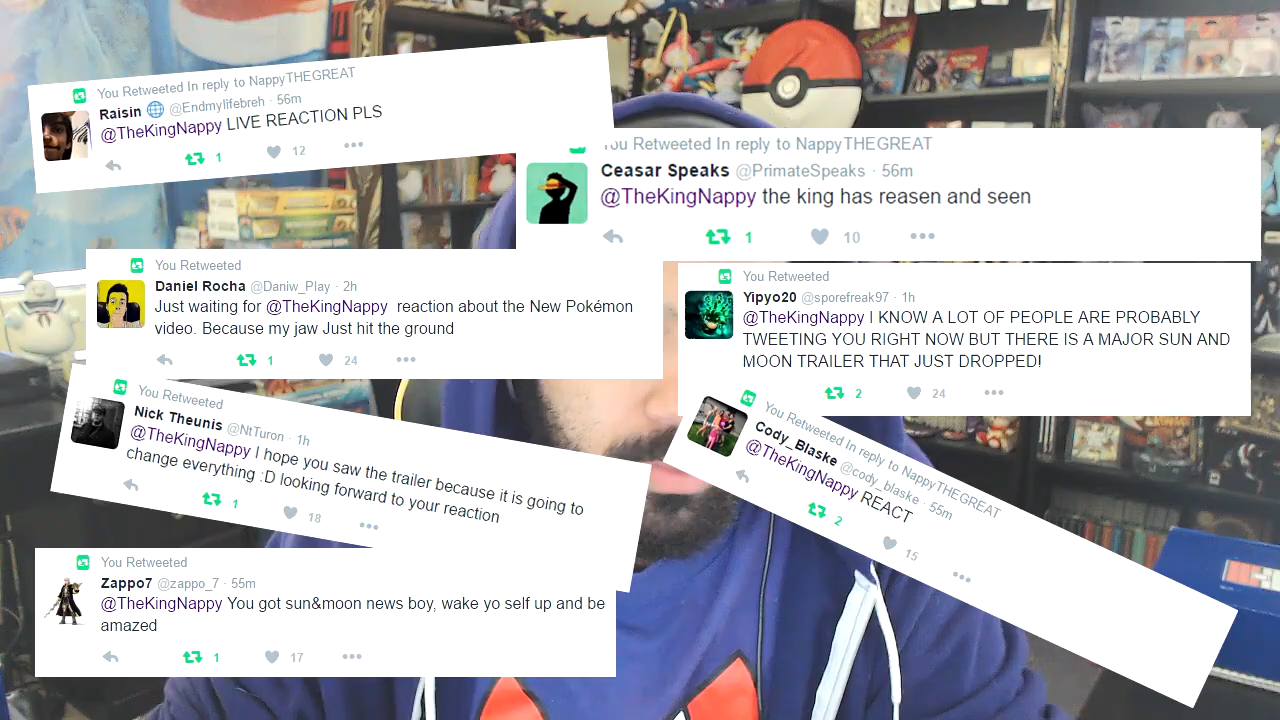 You Retweeted In reply to NappyTHEGREAT
Raisin 🌐 @Endmylifebreh · 56m
@TheKingNappy LIVE REACTION PLS
1 12
You Retweeted In reply to NappyTHEGREAT
Ceasar Speaks @PrimateSpeaks · 56m
@TheKingNappy the king has reasen and seen
1 10
You Retweeted
Daniel Rocha @Daniw_Play · 2h
Just waiting for @TheKingNappy reaction about the New Pokémon
video. Because my jaw Just hit the ground
1 24
You Retweeted
Yipyo20 @sporefreak97 · 1h
@TheKingNappy I KNOW A LOT OF PEOPLE ARE PROBABLY
TWEETING YOU RIGHT NOW BUT THERE IS A MAJOR SUN AND
MOON TRAILER THAT JUST DROPPED!
2 24
You Retweeted
Nick Theunis @NtTuron · 1h
@TheKingNappy I hope you saw the trailer because it is going to
change everything :D looking forward to your reaction
1 18
You Retweeted In reply to NappyTHEGREAT
Cody_Blaske @cody_blaske · 55m
@TheKingNappy REACT
2 15
You Retweeted
Zappo7 @zappo_7 · 55m
@TheKingNappy You got sun&moon news boy, wake yo self up and be
amazed
1 17